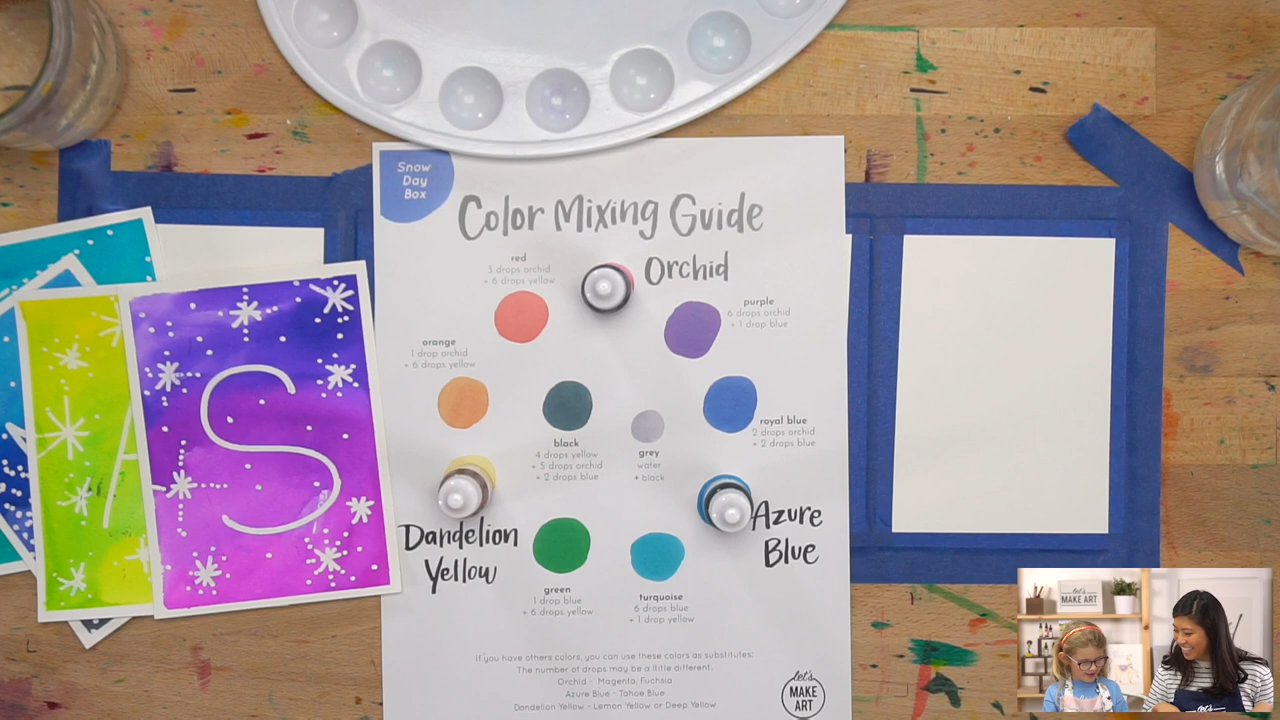 Snow
Day
Box
Color Mixing Guide
Orchid
red
3 drops orchid
+ 6 drops yellow
purple
6 drops orchid
+ 1 drop blue
orange
1 drop orchid
+ 6 drops yellow
black
4 drops yellow
+ 5 drops orchid
+ 2 drops blue
grey
water
+ black
royal blue
2 drops orchid
+ 2 drops blue
Dandelion
Yellow
Azure
Blue
green
1 drop blue
+ 6 drops yellow
turquoise
6 drops blue
+ 1 drop yellow
If you have others colors, you can use these colors as substitutes:
The number of drops may be a little different.
Orchid - Magenta, Fuchsia
Azure Blue - Tahoe Blue
Dandelion Yellow - Lemon Yellow or Deep Yellow
let's
MAKE
ART
A
S
let's
MAKE ART
let's